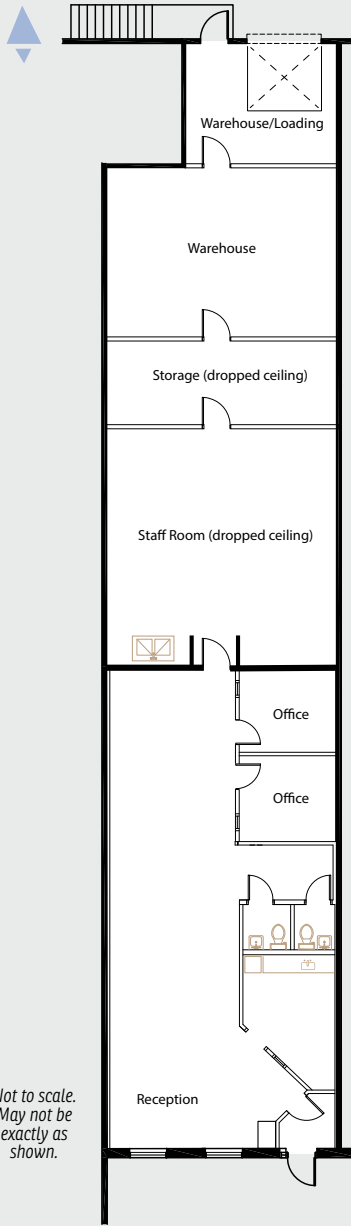 Warehouse/Loading
Warehouse
Storage (dropped ceiling)
Staff Room (dropped ceiling)
Office
Office
Reception
Not to scale.
May not be
exactly as
shown.